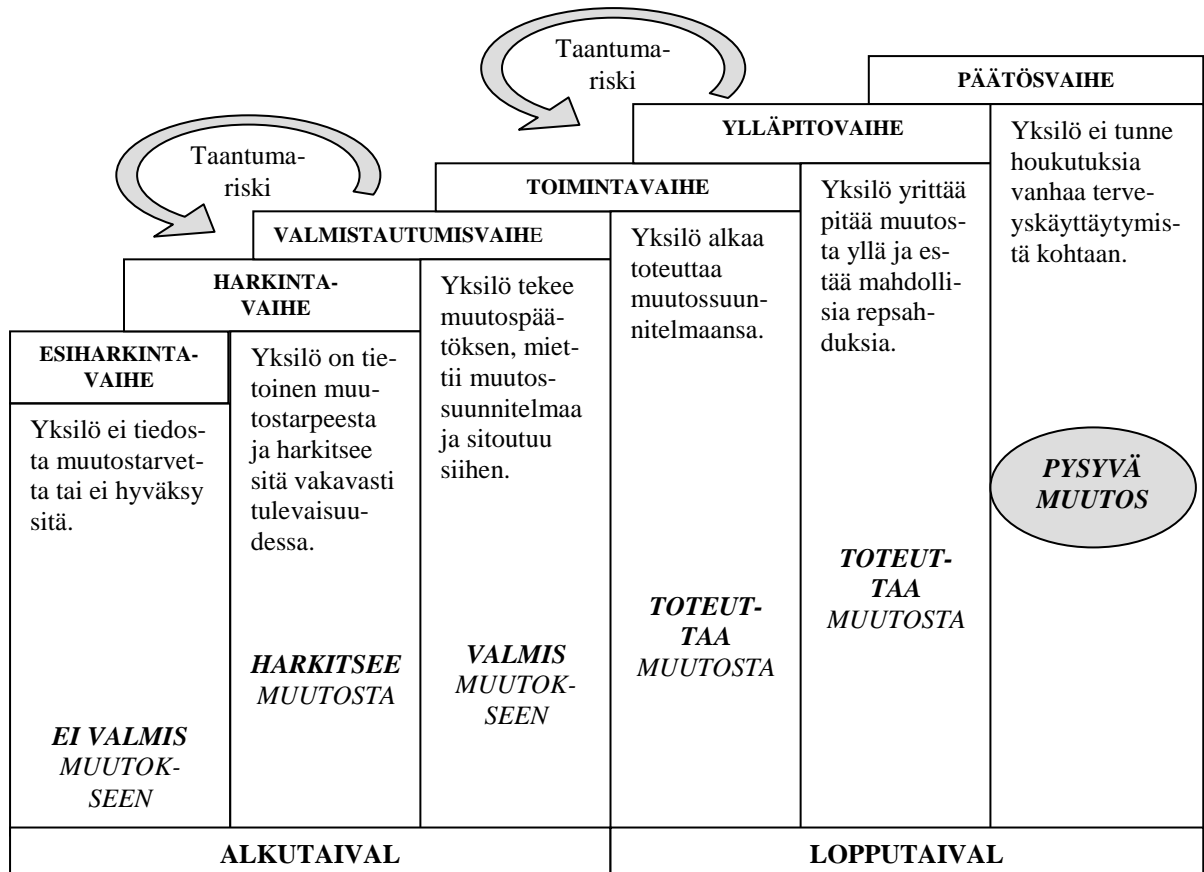 Taantuma-
riski
Taantuma-
riski
ESIHARKINTA-
VAIHE
Yksilö ei tiedos-
ta muutostarvet-
ta tai ei hyväksy
sitä.
EI VALMIS
MUUTOK-
SEEN
HARKINTA-
VAIHE
Yksilö on tie-
toinen muu-
tostarpeesta
ja harkitsee
sitä vakavasti
tulevaisuu-
dessa.
HARKITSEE
MUUTOSTA
VALMISTAUTUMISVAIHE
Yksilö tekee
muutospää-
töksen, miet-
tii muutos-
suunnitelmaa
ja sitoutuu
siihen.
VALMIS
MUUTOK-
SEEN
TOIMINTAVAIHE
Yksilö alkaa
toteuttaa
muutossuun-
nitelmaansa.
TOTEUT-
TAA
MUUTOSTA
YLLÄPITOVAIHE
Yksilö yrittää
pitää muutos-
ta yllä ja es-
tää mahdolli-
sia repsah-
duksia.
TOTEUT-
TAA
MUUTOSTA
PÄÄTÖSVAIHE
Yksilö ei tunne
houkutuksia
vanhaa terve-
yskäyttäytymis-
tä kohtaan.
PYSYVÄ
MUUTOS
ALKUTAIVAL
LOPPUTAIVAL